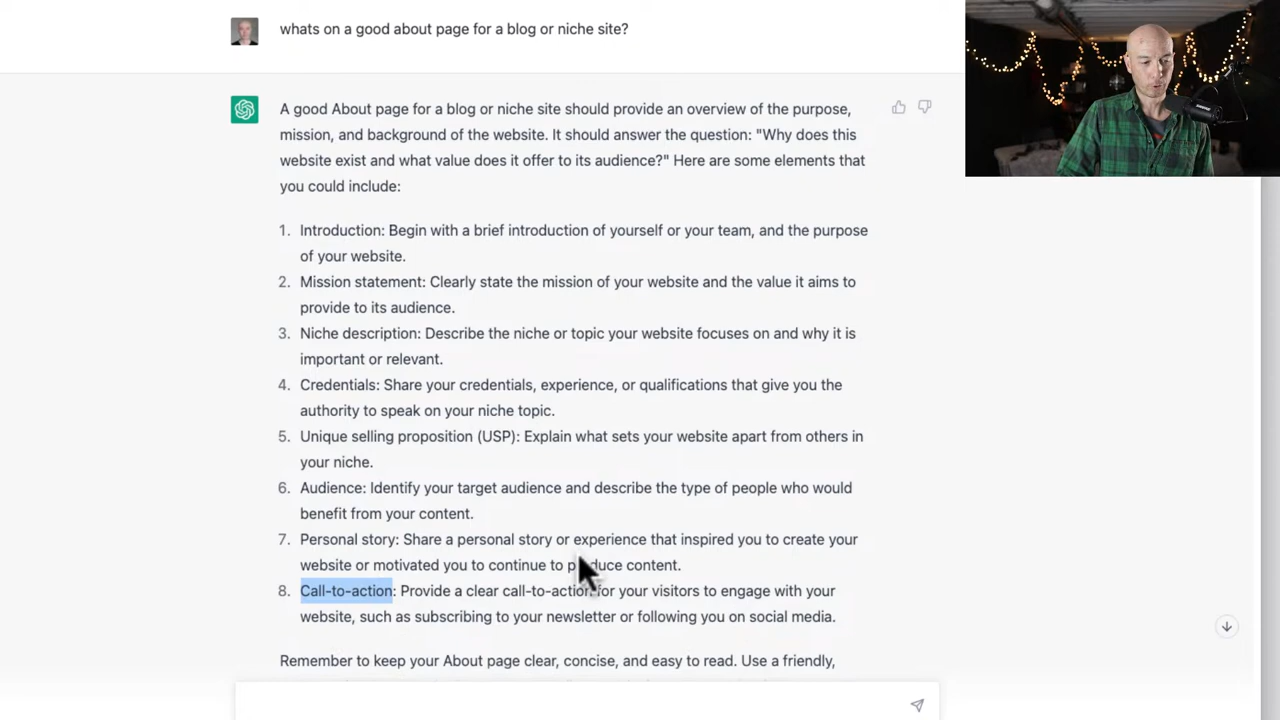 whats on a good about page for a blog or niche site?
A good About page for a blog or niche site should provide an overview of the purpose,
mission, and background of the website. It should answer the question: "Why does this
website exist and what value does it offer to its audience?" Here are some elements that
you could include:
1. Introduction: Begin with a brief introduction of yourself or your team, and the purpose
of your website.
2. Mission statement: Clearly state the mission of your website and the value it aims to
provide to its audience.
3. Niche description: Describe the niche or topic your website focuses on and why it is
important or relevant.
4. Credentials: Share your credentials, experience, or qualifications that give you the
authority to speak on your niche topic.
5. Unique selling proposition (USP): Explain what sets your website apart from others in
your niche.
6. Audience: Identify your target audience and describe the type of people who would
benefit from your content.
7. Personal story: Share a personal story or experience that inspired you to create your
website or motivated you to continue to produce content.
8. Call-to-action: Provide a clear call-to-action for your visitors to engage with your
website, such as subscribing to your newsletter or following you on social media.
Remember to keep your About page clear, concise, and easy to read. Use a friendly,